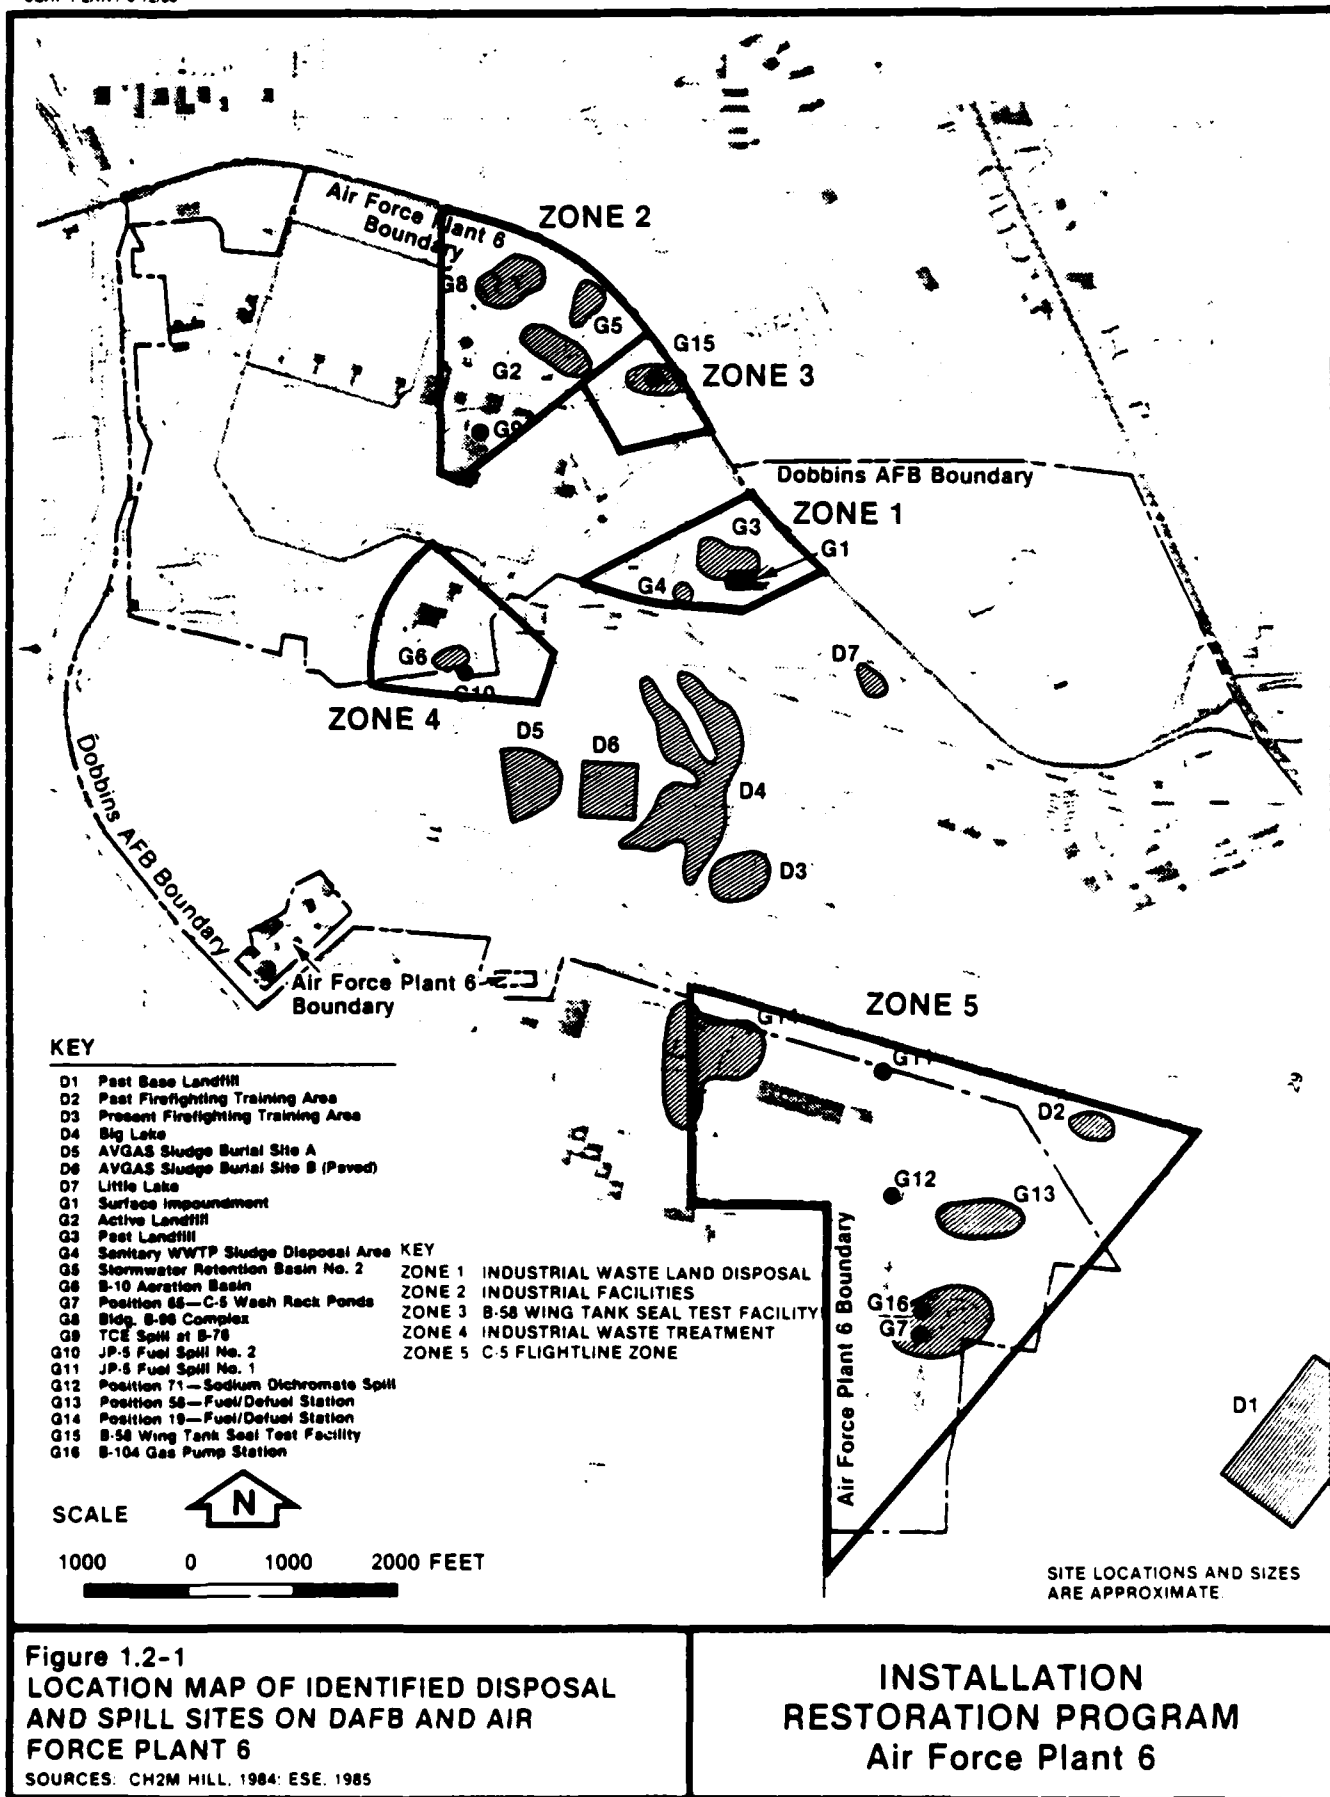 Air Force Plant 6
Boundary
ZONE 2
G8
G5
G2
G9
G15
ZONE 3
Dobbins AFB Boundary
ZONE 1
G3
G1
G4
G6
G10
ZONE 4
D7
D5
D6
D4
D3
Dobbins AFB Boundary
Air Force Plant 6
Boundary
ZONE 5
G14
G11
D2
G12
G13
G16
G7
Air Force Plant 6 Boundary
D1
29
KEY
D1 Past Base Landfill
D2 Past Firefighting Training Area
D3 Present Firefighting Training Area
D4 Big Lake
D5 AVGAS Sludge Burial Site A
D6 AVGAS Sludge Burial Site B (Paved)
D7 Little Lake
G1 Surface Impoundment
G2 Active Landfill
G3 Past Landfill
G4 Sanitary WWTP Sludge Disposal Area
G5 Stormwater Retention Basin No. 2
G6 B-10 Aeration Basin
G7 Position 65—C-5 Wash Rack Ponds
G8 Bldg. B-96 Complex
G9 TCE Spill at B-76
G10 JP-5 Fuel Spill No. 2
G11 JP-5 Fuel Spill No. 1
G12 Position 71—Sodium Dichromate Spill
G13 Position 58—Fuel/Defuel Station
G14 Position 19—Fuel/Defuel Station
G15 B-58 Wing Tank Seal Test Facility
G16 B-104 Gas Pump Station
KEY
ZONE 1 INDUSTRIAL WASTE LAND DISPOSAL
ZONE 2 INDUSTRIAL FACILITIES
ZONE 3 B-58 WING TANK SEAL TEST FACILITY
ZONE 4 INDUSTRIAL WASTE TREATMENT
ZONE 5 C-5 FLIGHTLINE ZONE
SCALE
N
1000 0 1000 2000 FEET
SITE LOCATIONS AND SIZES
ARE APPROXIMATE.
Figure 1.2-1
LOCATION MAP OF IDENTIFIED DISPOSAL
AND SPILL SITES ON DAFB AND AIR
FORCE PLANT 6
SOURCES: CH2M HILL, 1984; ESE, 1985
INSTALLATION
RESTORATION PROGRAM
Air Force Plant 6